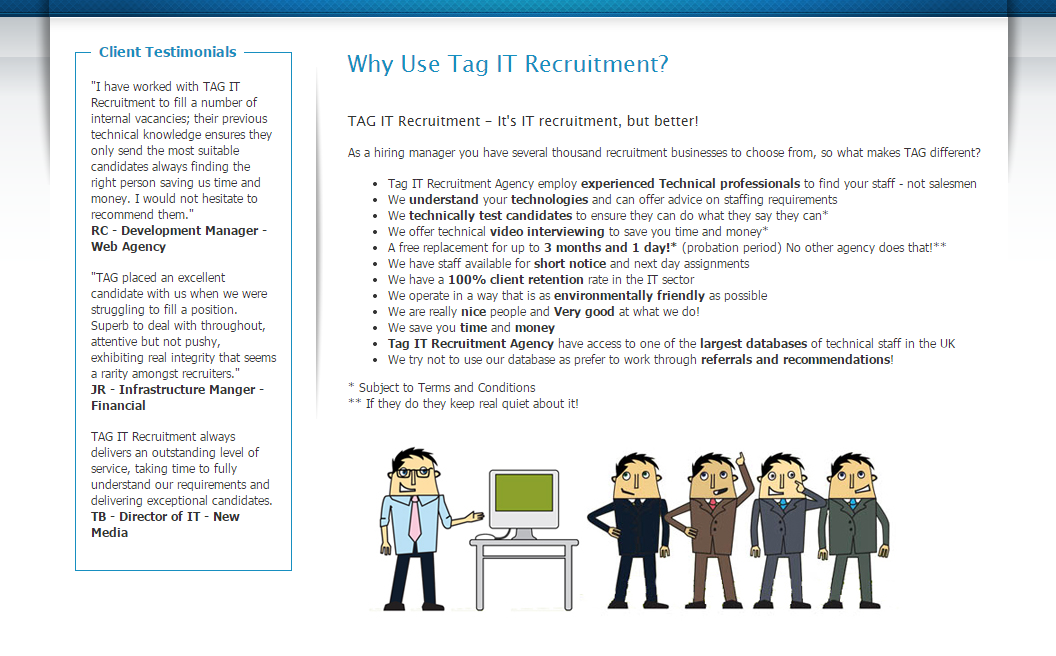 Client Testimonials
"I have worked with TAG IT
Recruitment to fill a number of
internal vacancies; their previous
technical knowledge ensures they
only send the most suitable
candidates always finding the
right person saving us time and
money. I would not hesitate to
recommend them."
RC - Development Manager -
Web Agency
"TAG placed an excellent
candidate with us when we were
struggling to fill a position.
Superb to deal with throughout,
attentive but not pushy,
exhibiting real integrity that seems
a rarity amongst recruiters."
JR - Infrastructure Manger -
Financial
TAG IT Recruitment always
delivers an outstanding level of
service, taking time to fully
understand our requirements and
delivering exceptional candidates.
TB - Director of IT - New
Media
Why Use Tag IT Recruitment?
TAG IT Recruitment – It's IT recruitment, but better!
As a hiring manager you have several thousand recruitment businesses to choose from, so what makes TAG different?
• Tag IT Recruitment Agency employ experienced Technical professionals to find your staff - not salesmen
• We understand your technologies and can offer advice on staffing requirements
• We technically test candidates to ensure they can do what they say they can*
• We offer technical video interviewing to save you time and money*
• A free replacement for up to 3 months and 1 day!* (probation period) No other agency does that!**
• We have staff available for short notice and next day assignments
• We have a 100% client retention rate in the IT sector
• We operate in a way that is as environmentally friendly as possible
• We are really nice people and Very good at what we do!
• We save you time and money
• Tag IT Recruitment Agency have access to one of the largest databases of technical staff in the UK
• We try not to use our database as prefer to work through referrals and recommendations!
* Subject to Terms and Conditions
** If they do they keep real quiet about it!